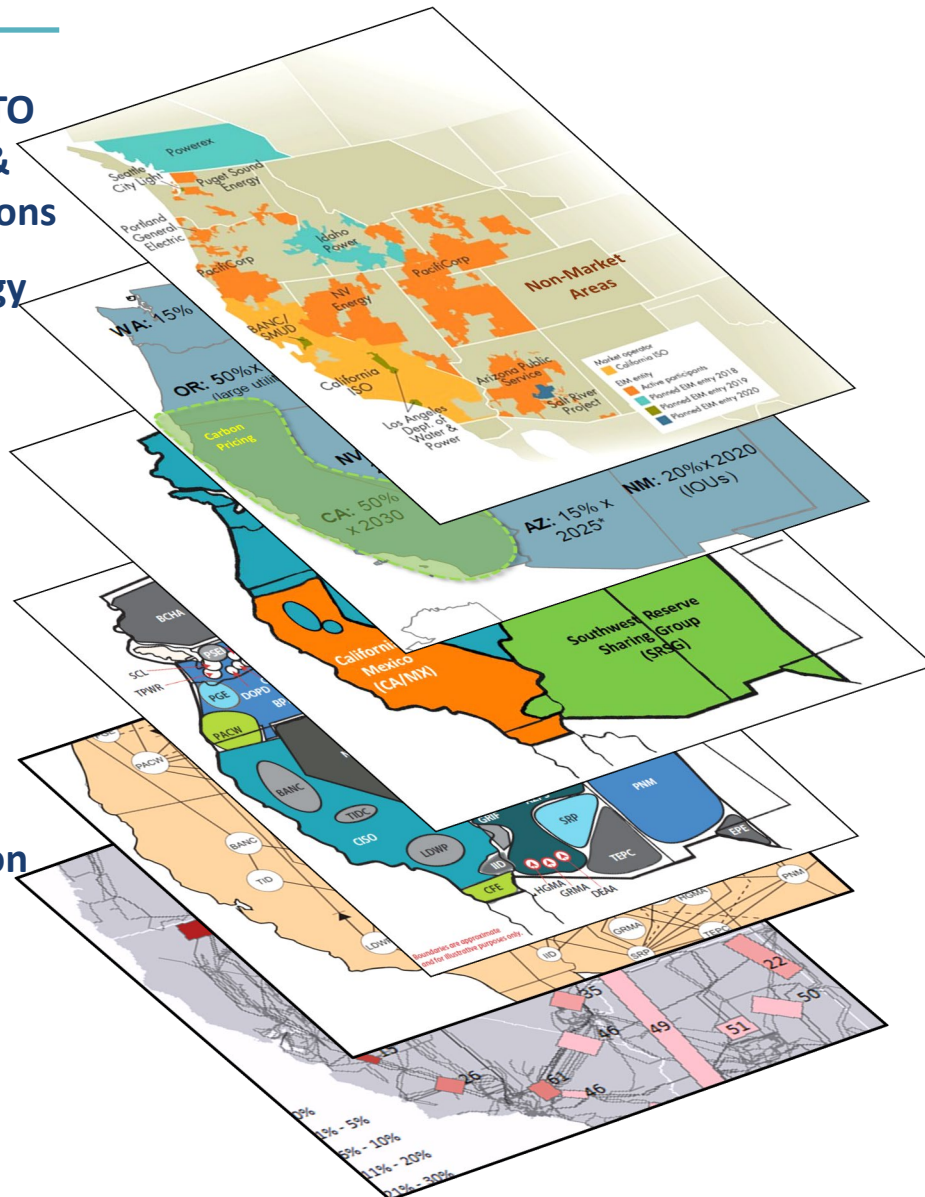 TO
&
ions
gy
on
Powerex
Seattle
City Light
Puget Sound
Energy
Portland
General
Electric
PacifiCorp
Idaho
Power
PacifiCorp
NV
Energy
Non-Market
Areas
BANC/
SMUD
California
ISO
Los Angeles
Dept. of
Water &
Power
Arizona Public
Service
Salt River
Project
Market operator
California ISO
EIM entity
Active participants
Planned EIM entry 2018
Planned EIM entry 2019
Planned EIM entry 2020
WA: 15%
OR: 50%x
(large utili
Carbon
Pricing
NV
CA: 50%
x 2030
AZ: 15% x
2025*
NM: 20%x 2020
(IOUs)
Californi
Mexico
(CA/MX)
Southwest Reserve
Sharing Group
(SRSG)
BCHA
SCL
TPWR
PSEI
PGE
DOPD
BP
PACW
BANC
TIDC
CISO
LDWP
IID
CFE
GRIF
SRP
HGMA
GRMA
DEAA
TEPC
PNM
EPE
Boundaries are approximate
and for illustrative purposes only.
PACW
BANC
TID
LDWP
IID
GRMA
HGMA
SRP
TEPC
PNM
15
26
61
46
35
46
49
51
22
50
0%
1% - 5%
6% - 10%
11% - 20%
21% - 30%